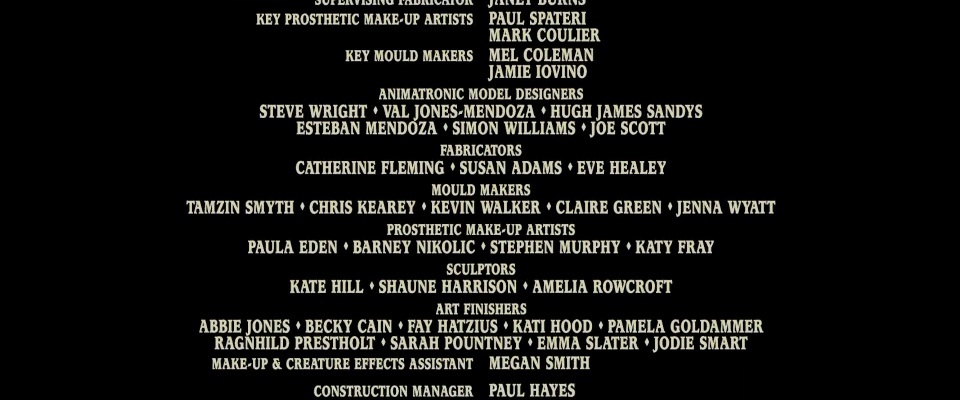 SUPERVISING FABRICATOR JANEY BURNS
KEY PROSTHETIC MAKE-UP ARTISTS PAUL SPATERI
MARK COULIER
KEY MOULD MAKERS MEL COLEMAN
JAMIE IOVINO
ANIMATRONIC MODEL DESIGNERS
STEVE WRIGHT ♦ VAL JONES-MENDOZA ♦ HUGH JAMES SANDYS
ESTEBAN MENDOZA ♦ SIMON WILLIAMS ♦ JOE SCOTT
FABRICATORS
CATHERINE FLEMING ♦ SUSAN ADAMS ♦ EVE HEALEY
MOULD MAKERS
TAMZIN SMYTH ♦ CHRIS KEAREY ♦ KEVIN WALKER ♦ CLAIRE GREEN ♦ JENNA WYATT
PROSTHETIC MAKE-UP ARTISTS
PAULA EDEN ♦ BARNEY NIKOLIC ♦ STEPHEN MURPHY ♦ KATY FRAY
SCULPTORS
KATE HILL ♦ SHAUNE HARRISON ♦ AMELIA ROWCROFT
ART FINISHERS
ABBIE JONES ♦ BECKY CAIN ♦ FAY HATZIUS ♦ KATI HOOD ♦ PAMELA GOLDAMMER
RAGNHILD PRESTHOLT ♦ SARAH POUNTNEY ♦ EMMA SLATER ♦ JODIE SMART
MAKE-UP & CREATURE EFFECTS ASSISTANT MEGAN SMITH
CONSTRUCTION MANAGER PAUL HAYES